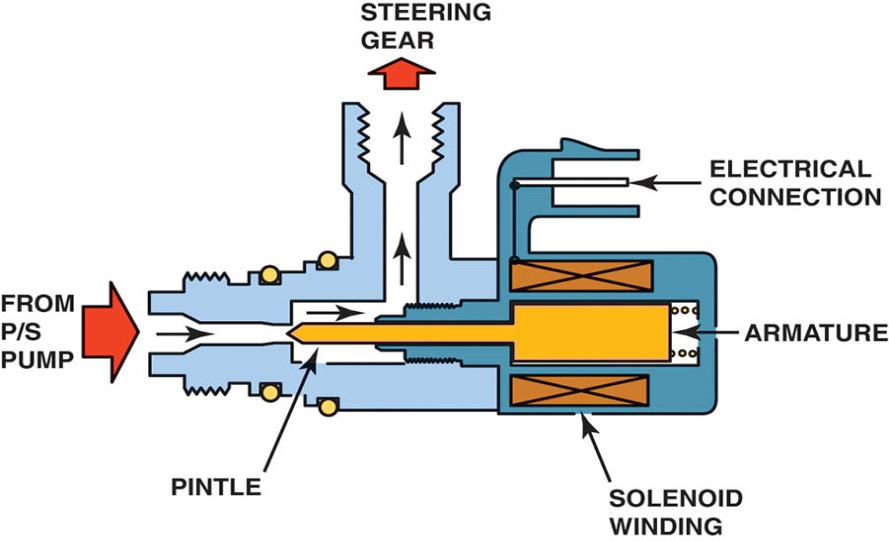 STEERING
GEAR
ELECTRICAL
CONNECTION
FROM
P/S
PUMP
ARMATURE
PINTLE
SOLENOID
WINDING